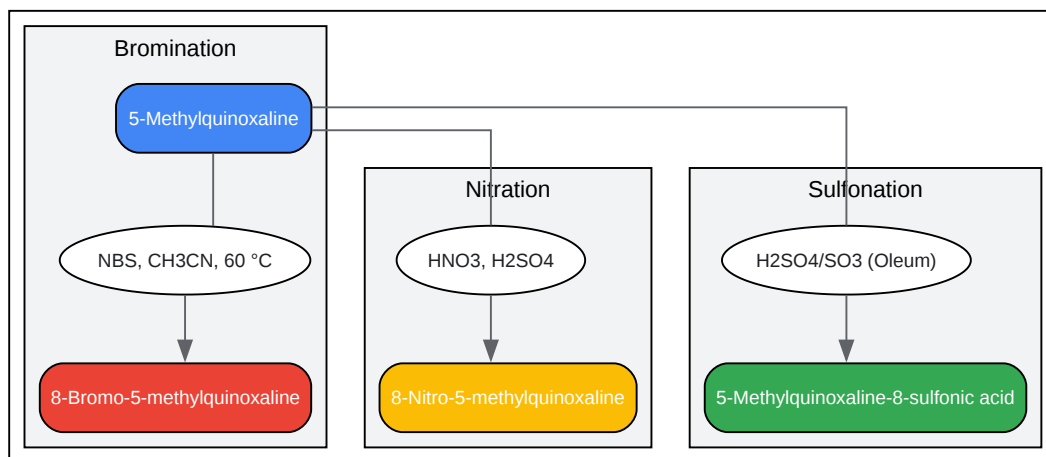 Bromination
5-Methylquinoxaline
Nitration
Sulfonation
NBS, CH3CN, 60 °C
HNO3, H2SO4
H2SO4/SO3 (Oleum)
8-Bromo-5-methylquinoxaline
8-Nitro-5-methylquinoxaline
5-Methylquinoxaline-8-sulfonic acid